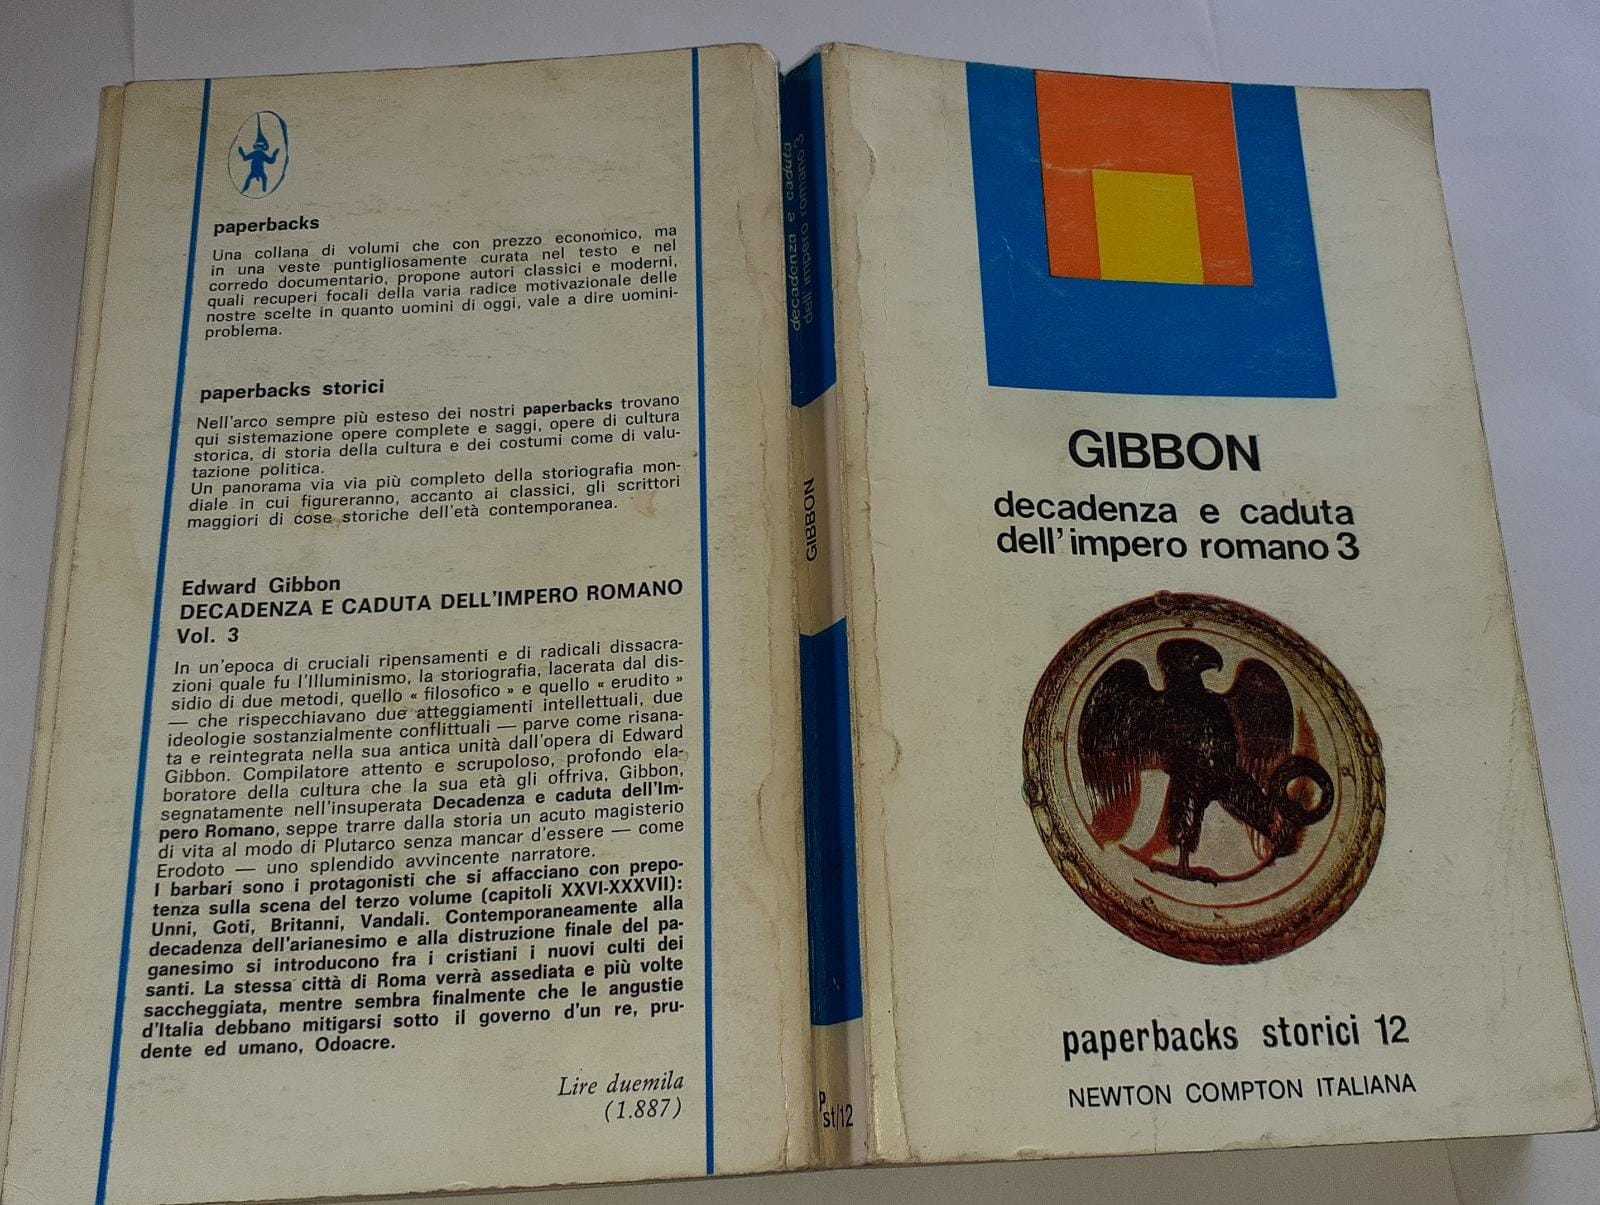 paperbacks
Una collana di volumi che con prezzo economico, ma
in una veste puntigliosamente curata nel testo e nel
corredo documentario, propone autori classici e moderni,
quali recuperi focali della varia radice motivazionale delle
nostre scelte in quanto uomini di oggi, vale a dire uomini-
problema.
paperbacks storici
Nell'arco sempre più esteso dei nostri paperbacks trovano
qui sistemazione opere complete e saggi, opere di cultura
storica, di storia della cultura e dei costumi come di valu-
tazione politica.
Un panorama via via più completo della storiografia mon-
diale in cui figureranno, accanto ai classici, gli scrittori
maggiori di cose storiche dell'età contemporanea.
Edward Gibbon
DECADENZA E CADUTA DELL'IMPERO ROMANO
Vol. 3
In un'epoca di cruciali ripensamenti e di radicali dissacra-
zioni quale fu l'Illuminismo, la storiografia, lacerata dal dis-
sidio di due metodi, quello « filosofico » e quello « erudito »
— che rispecchiavano due atteggiamenti intellettuali, due
ideologie sostanzialmente conflittuali — parve come risana-
ta e reintegrata nella sua antica unità dall'opera di Edward
Gibbon. Compilatore attento e scrupoloso, profondo ela-
boratore della cultura che la sua età gli offriva, Gibbon,
segnatamente nell'insuperata Decadenza e caduta dell'Im-
pero Romano, seppe trarre dalla storia un acuto magisterio
di vita al modo di Plutarco senza mancar d'essere — come
Erodoto — uno splendido avvincente narratore.
I barbari sono i protagonisti che si affacciano con prepo-
tenza sulla scena del terzo volume (capitoli XXVI-XXXVII):
Unni, Goti, Britanni, Vandali. Contemporaneamente alla
decadenza dell'arianesimo e alla distruzione finale del pa-
ganesimo si introducono fra i cristiani i nuovi culti dei
santi. La stessa città di Roma verrà assediata e più volte
saccheggiata, mentre sembra finalmente che le angustie
d'Italia debbano mitigarsi sotto il governo d'un re, pru-
dente ed umano, Odoacre.
Lire duemila
(1.887)
decadenza e caduta
dell'impero romano 3
GIBBON
P
st/12
GIBBON
decadenza e caduta
dell'impero romano 3
paperbacks storici 12
NEWTON COMPTON ITALIANA